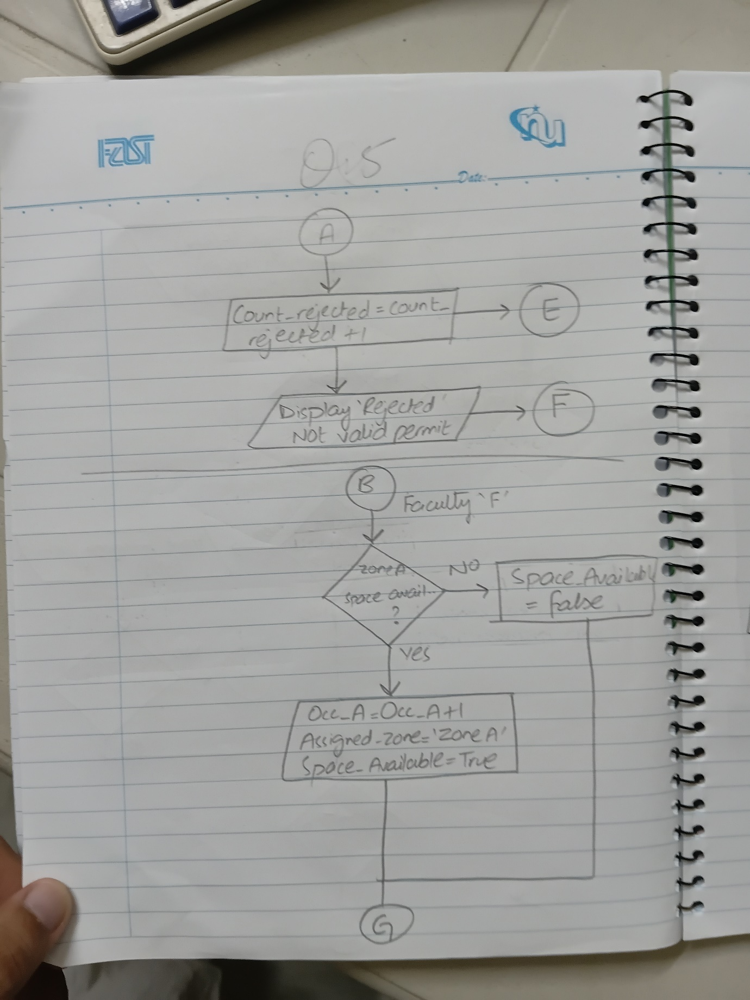 FAST
nu
Q.5
Date:
A
Count_rejected = count_
rejected +1
E
Display 'Rejected'
Not valid permit
F
B
Faculty 'F'
zone A
space avail..
?
NO
Space_Available
= false
yes
Occ_A = Occ_A+1
Assigned_zone = 'zone A'
Space_Available = True
G